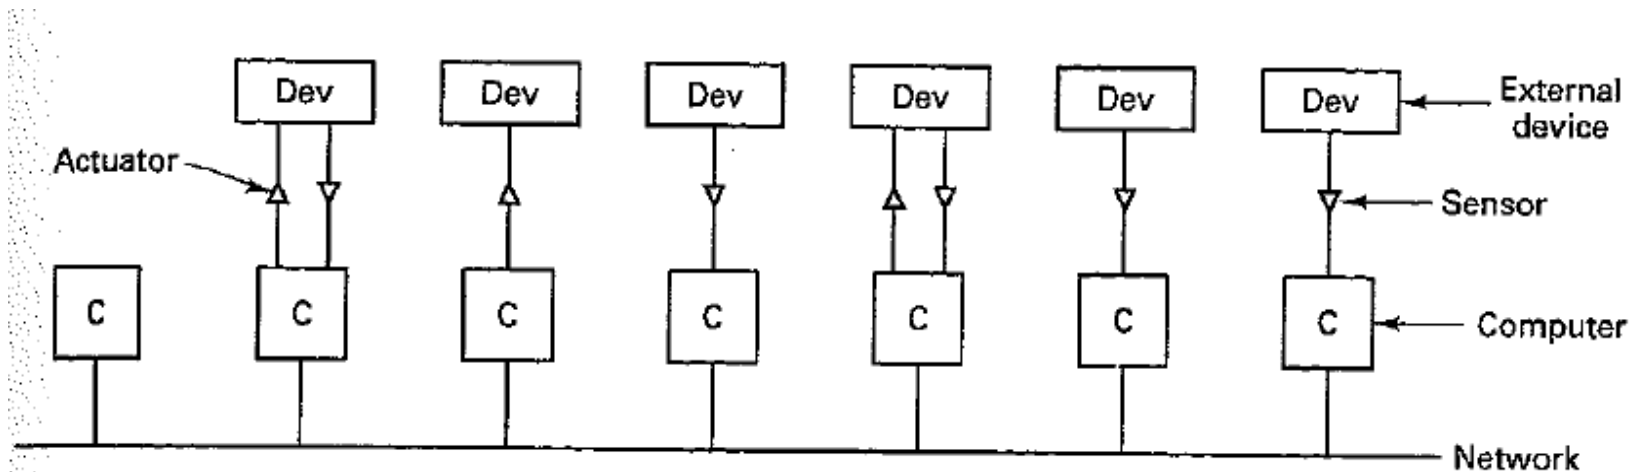 Dev
Dev
Dev
Dev
Dev
Dev
External
device
Actuator
Sensor
C
C
C
C
C
C
C
Computer
Network